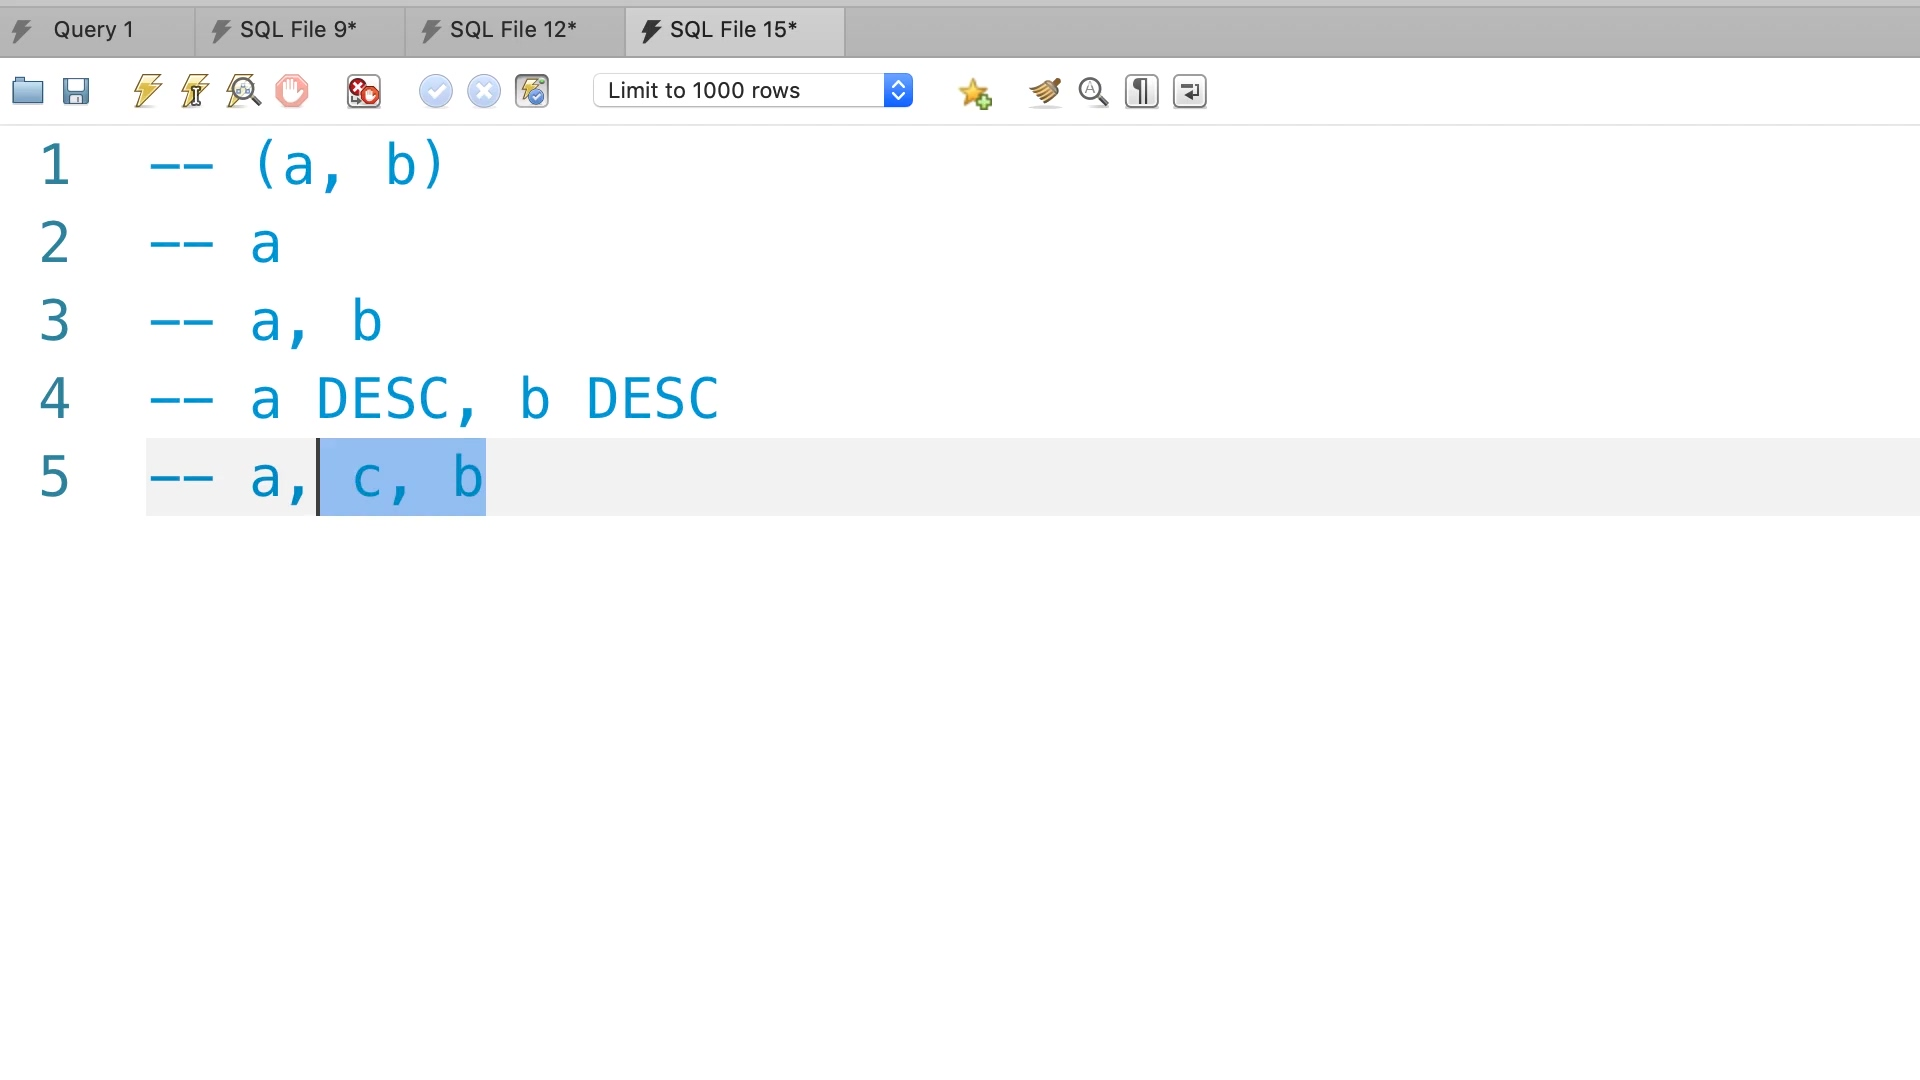 Query 1 SQL File 9* SQL File 12* SQL File 15*
Limit to 1000 rows
1 -- (a, b)
2 -- a
3 -- a, b
4 -- a DESC, b DESC
5 -- a, c, b